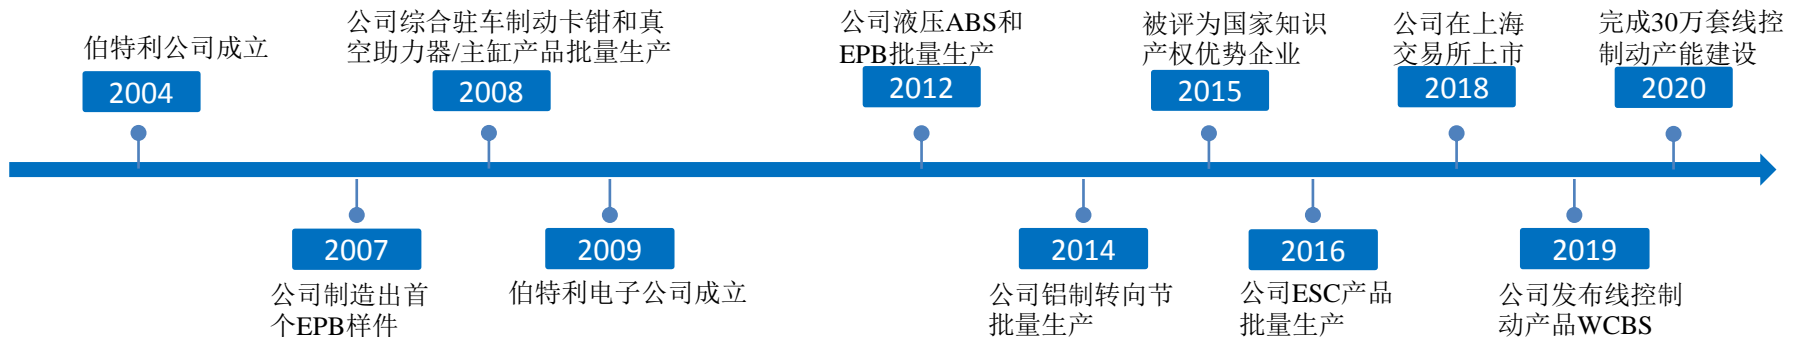 伯特利公司成立
2004
公司综合驻车制动卡钳和真
空助力器/主缸产品批量生产
2008
公司液压ABS和
EPB批量生产
2012
被评为国家知识
产权优势企业
2015
公司在上海
交易所上市
2018
完成30万套线控
制动产能建设
2020
2007
公司制造出首
个EPB样件
2009
伯特利电子公司成立
2014
公司铝制转向节
批量生产
2016
公司ESC产品
批量生产
2019
公司发布线控制
动产品WCBS